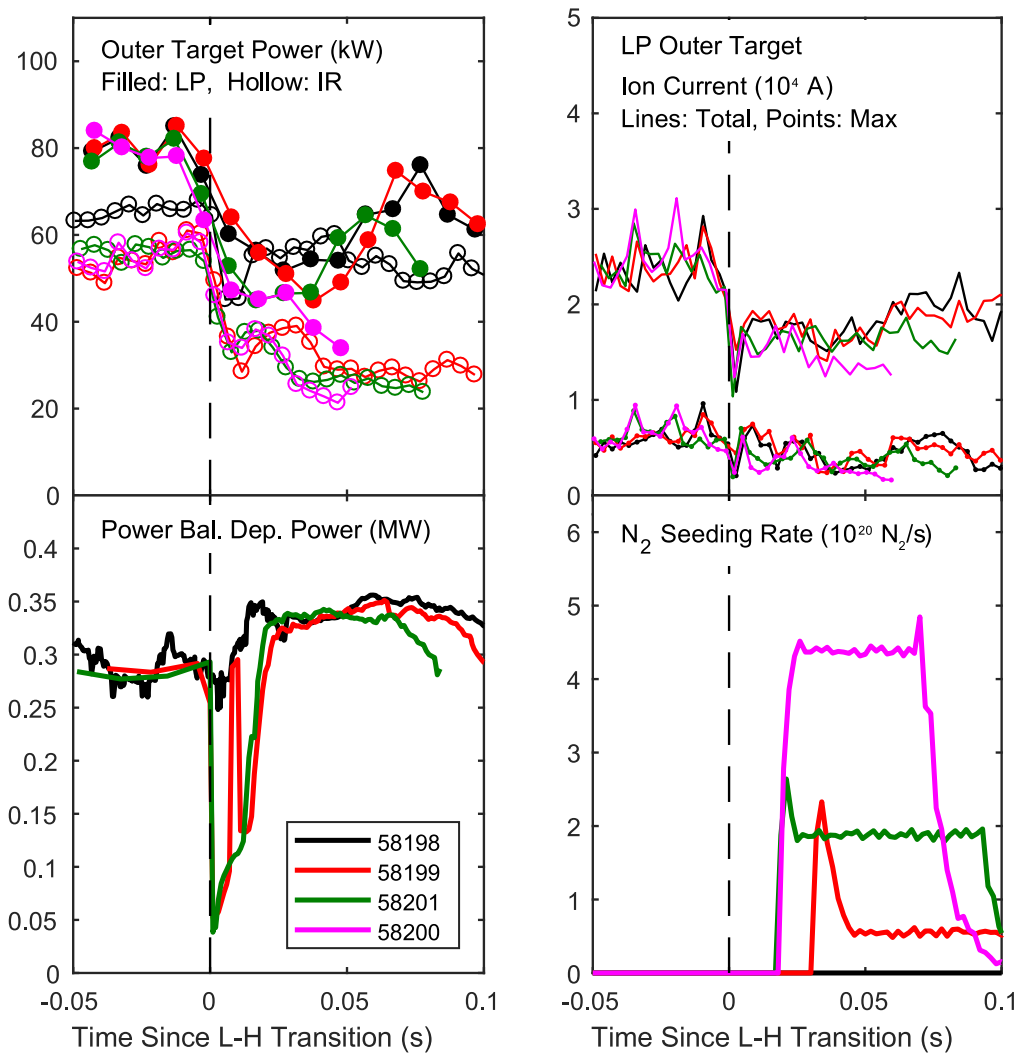 Outer Target Power (kW)
Filled: LP, Hollow: IR
100
80
60
40
20
0
LP Outer Target
Ion Current (10⁴ A)
Lines: Total, Points: Max
5
4
3
2
1
0
Power Bal. Dep. Power (MW)
0.4
0.35
0.3
0.25
0.2
0.15
0.1
0.05
0
58198
58199
58201
58200
-0.05 0 0.05 0.1
Time Since L-H Transition (s)
N₂ Seeding Rate (10²⁰ N₂/s)
6
5
4
3
2
1
0
-0.05 0 0.05 0.1
Time Since L-H Transition (s)